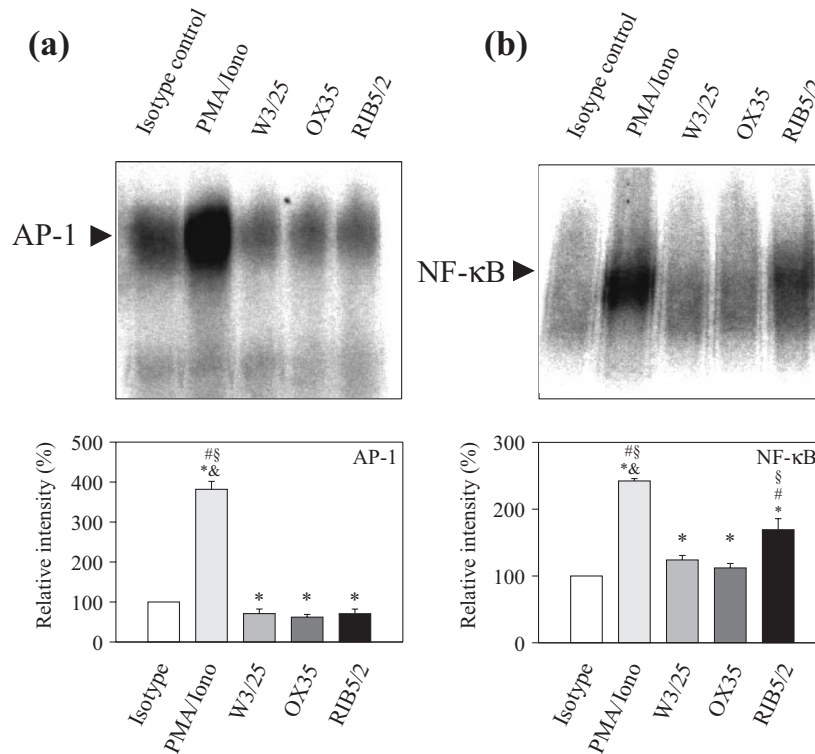 (a)
Isotype control
PMA/Iono
W3/25
OX35
RIB5/2
AP-1
Relative intensity (%)
500
400
300
200
100
0
AP-1
#§
*&
*
*
*
Isotype
PMA/Iono
W3/25
OX35
RIB5/2
(b)
Isotype control
PMA/Iono
W3/25
OX35
RIB5/2
NF-κB
Relative intensity (%)
300
200
100
0
NF-κB
#§
*&
*
*
§
#
*
Isotype
PMA/Iono
W3/25
OX35
RIB5/2